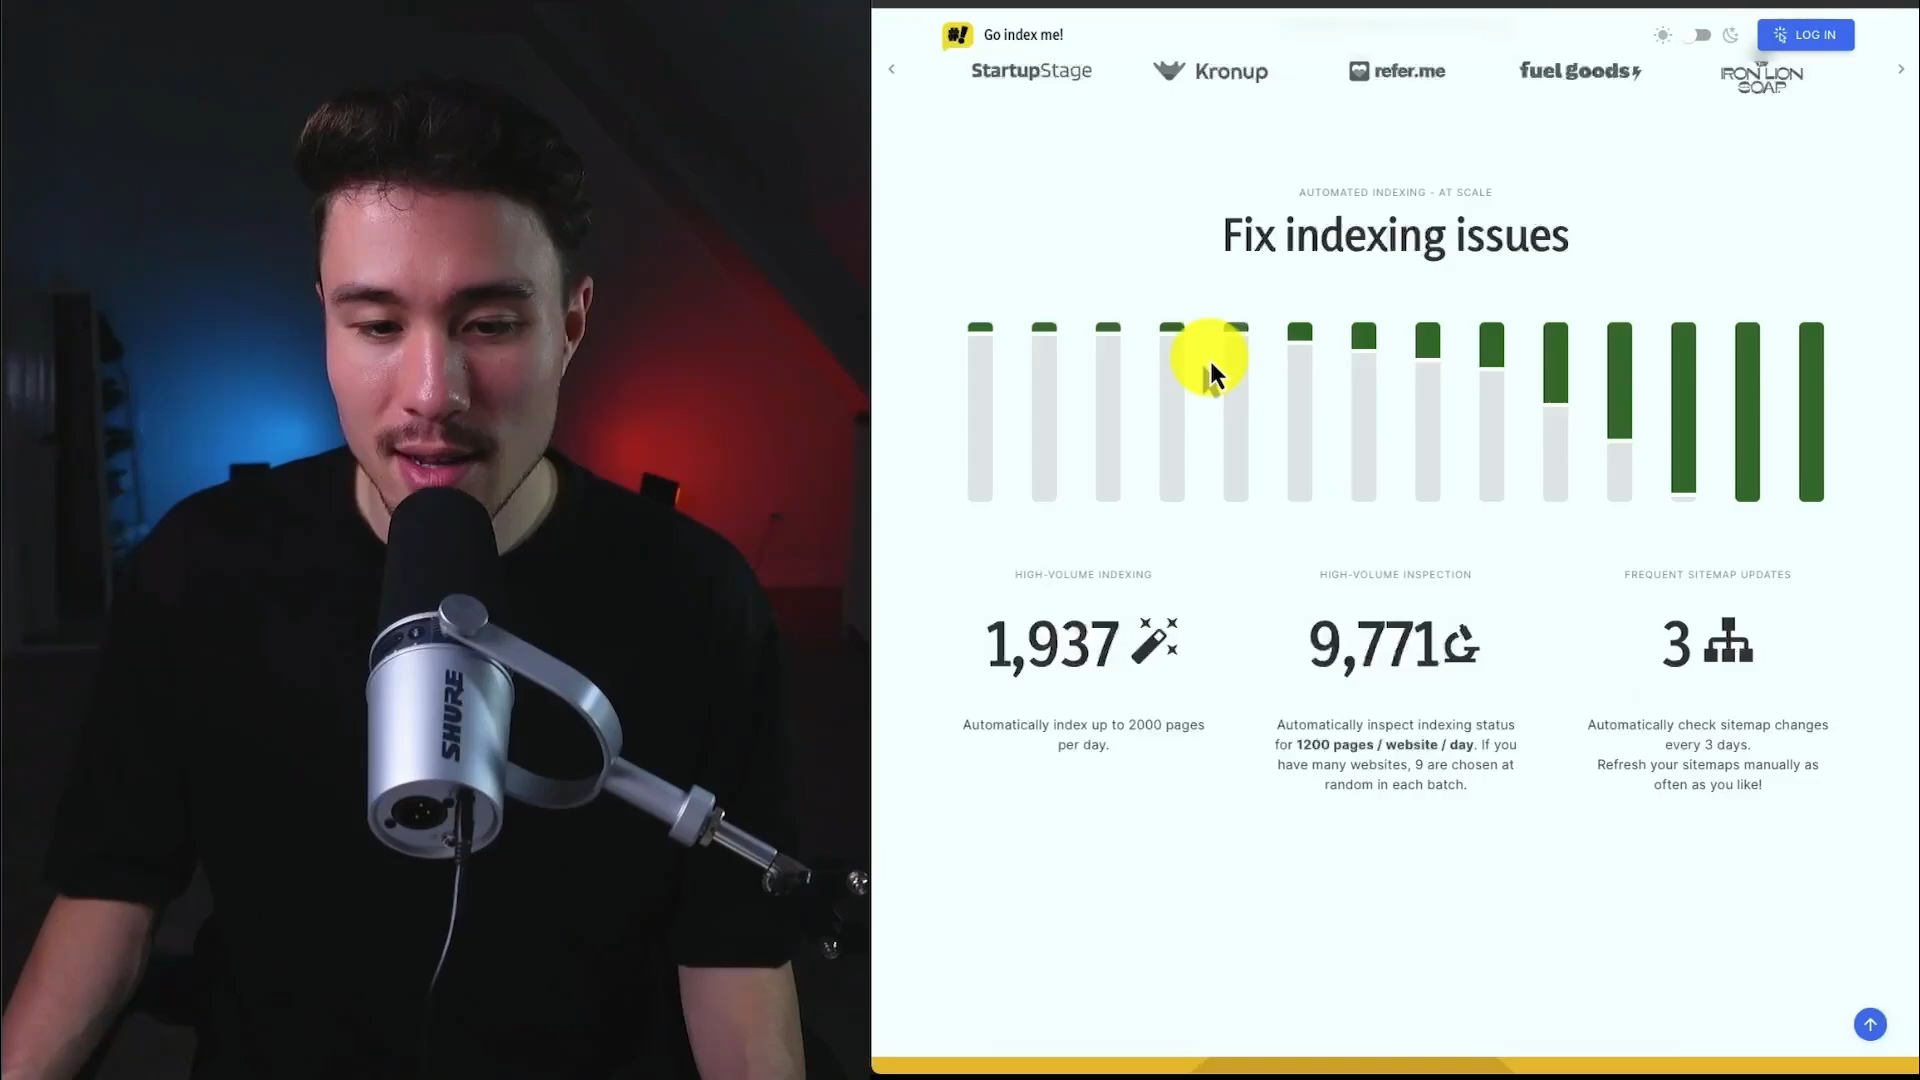 #!
Go index me!
LOG IN
StartupStage
Kronup
refer.me
fuel goods
IRON LION
SOAP
AUTOMATED INDEXING - AT SCALE
Fix indexing issues
HIGH-VOLUME INDEXING
1,937
Automatically index up to 2000 pages
per day.
HIGH-VOLUME INSPECTION
9,771
Automatically inspect indexing status
for 1200 pages / website / day. If you
have many websites, 9 are chosen at
random in each batch.
FREQUENT SITEMAP UPDATES
3
Automatically check sitemap changes
every 3 days.
Refresh your sitemaps manually as
often as you like!
SHURE